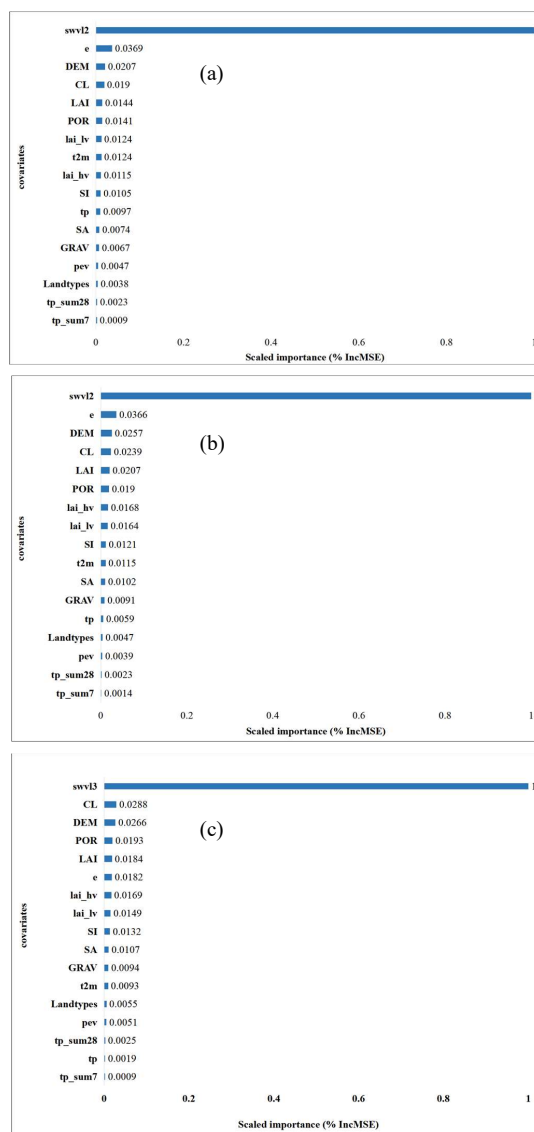 swvl2 1
e 0.0369
DEM 0.0207
(a)
CL 0.019
LAI 0.0144
POR 0.0141
lai_lv 0.0124
t2m 0.0124
lai_hv 0.0115
SI 0.0105
tp 0.0097
SA 0.0074
GRAV 0.0067
pev 0.0047
Landtypes 0.0038
tp_sum28 0.0023
tp_sum7 0.0009
covariates
0 0.2 0.4 0.6 0.8 1
Scaled importance (% IncMSE)
swvl2
e 0.0366
DEM 0.0257
(b)
CL 0.0239
LAI 0.0207
POR 0.019
lai_hv 0.0168
lai_lv 0.0164
SI 0.0121
t2m 0.0115
SA 0.0102
GRAV 0.0091
tp 0.0059
Landtypes 0.0047
pev 0.0039
tp_sum28 0.0023
tp_sum7 0.0014
covariates
0 0.2 0.4 0.6 0.8 1
Scaled importance (% IncMSE)
swvl3 1
CL 0.0288
DEM 0.0266
(c)
POR 0.0193
LAI 0.0184
e 0.0182
lai_hv 0.0169
lai_lv 0.0149
SI 0.0132
SA 0.0107
GRAV 0.0094
t2m 0.0093
Landtypes 0.0055
pev 0.0051
tp_sum28 0.0025
tp 0.0019
tp_sum7 0.0009
covariates
0 0.2 0.4 0.6 0.8 1
Scaled importance (% IncMSE)